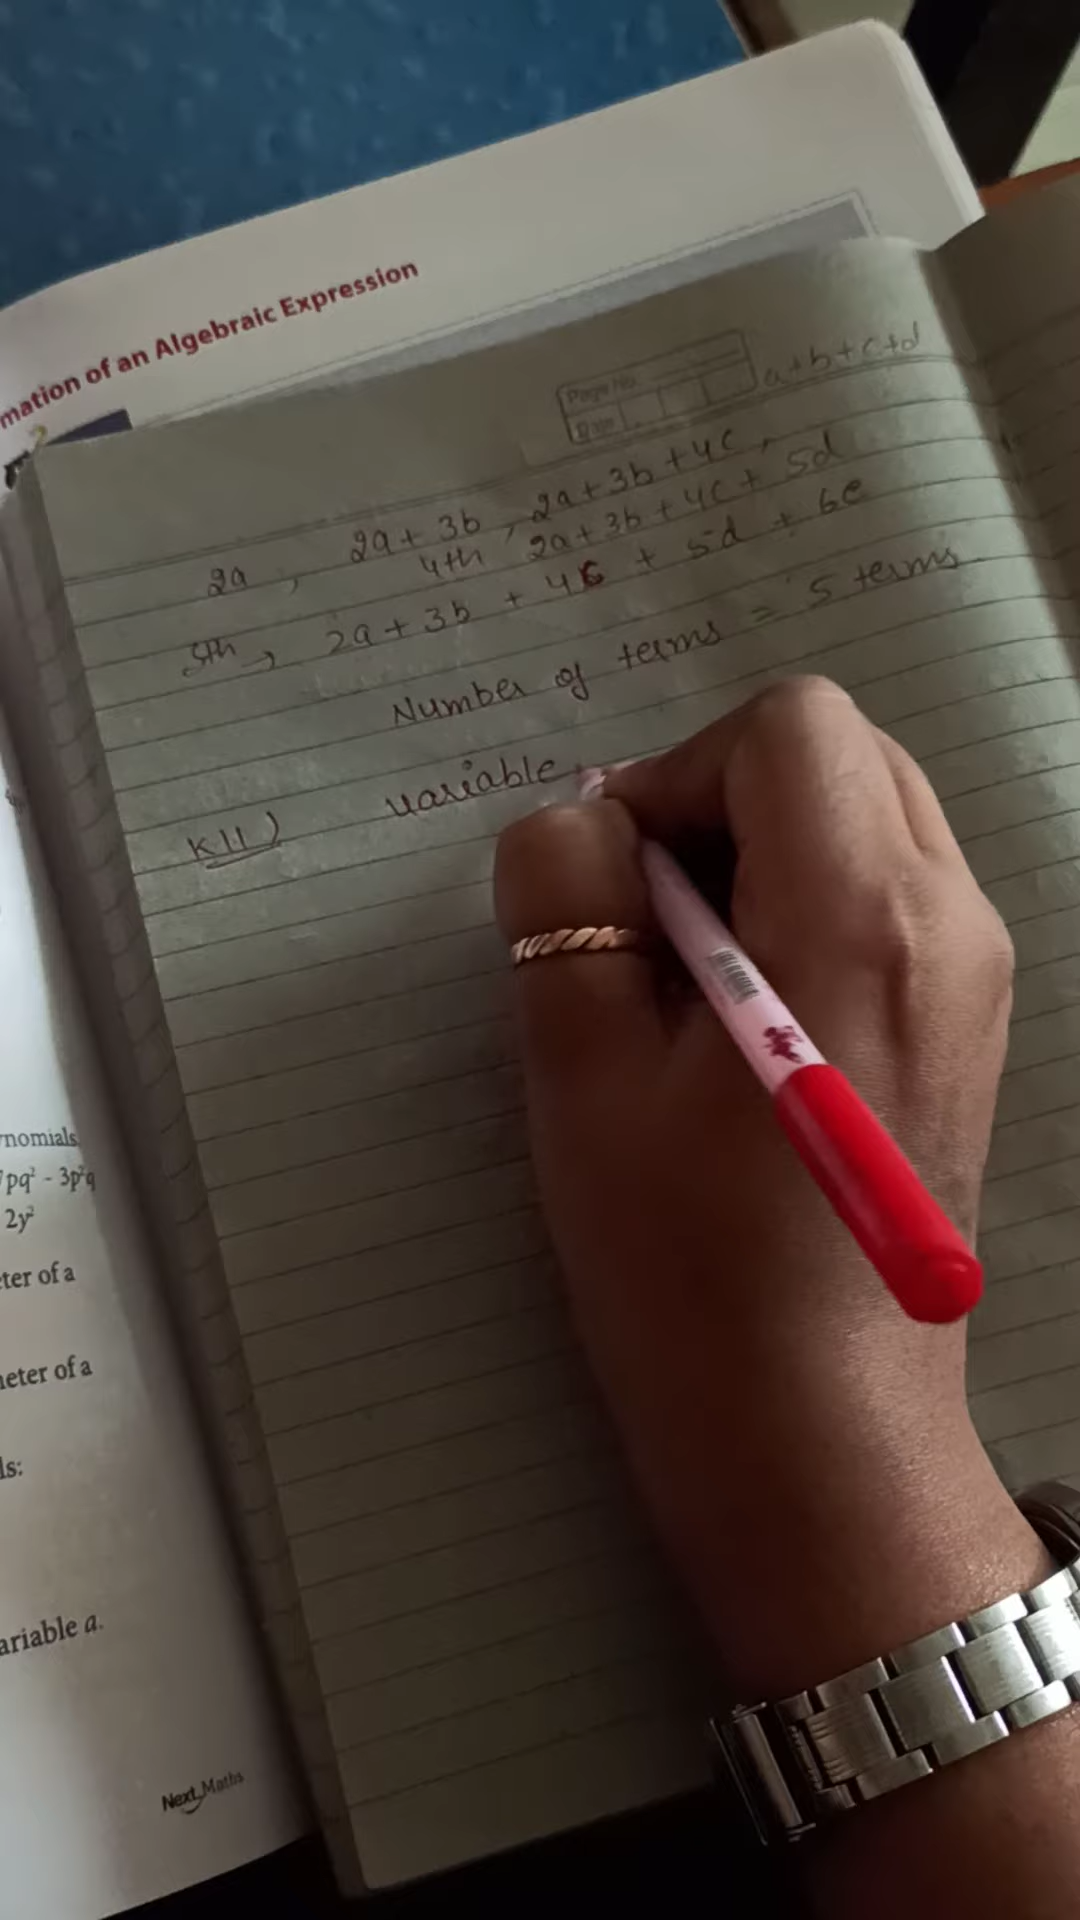 mation of an Algebraic Expression
Page No.
Date
a+b+c+d
2a , 2a + 3b , 2a + 3b + 4c ,
4th 2a + 3b + 4c + 5d
5th → 2a + 3b + 4c + 5d + 6e
Number of terms = 5 terms
K11) variable
nomials
pq² - 3p²q
2y²
ter of a
eter of a
ls:
ariable a.
Next Maths